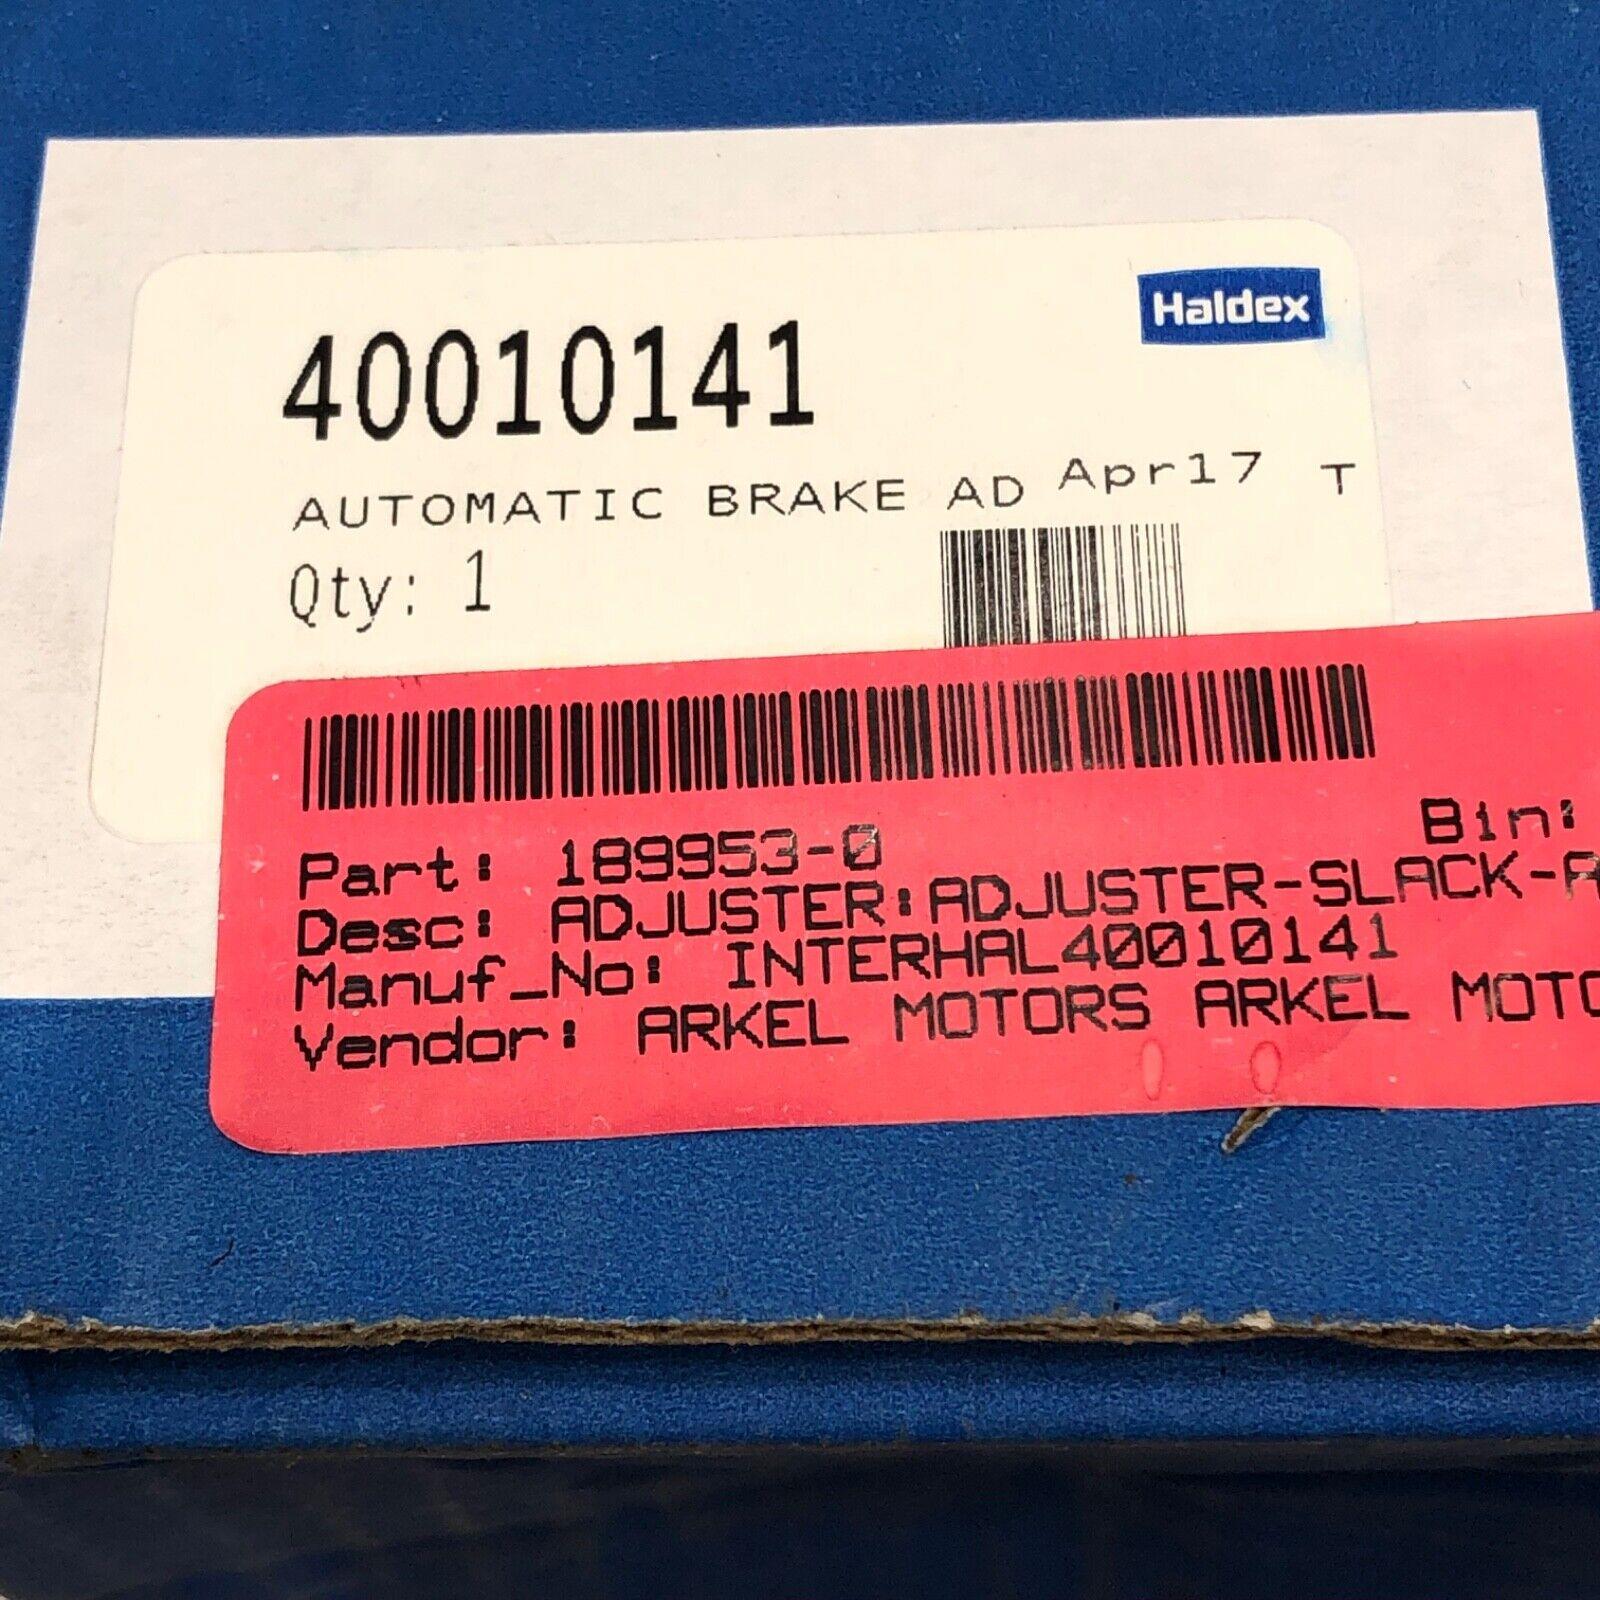 Haldex
40010141
AUTOMATIC BRAKE AD Apr17 T
Qty: 1
Part: 189953-0 Bin:
Desc: ADJUSTER:ADJUSTER-SLACK-A
Manuf_No: INTERHAL40010141
Vendor: ARKEL MOTORS ARKEL MOTO